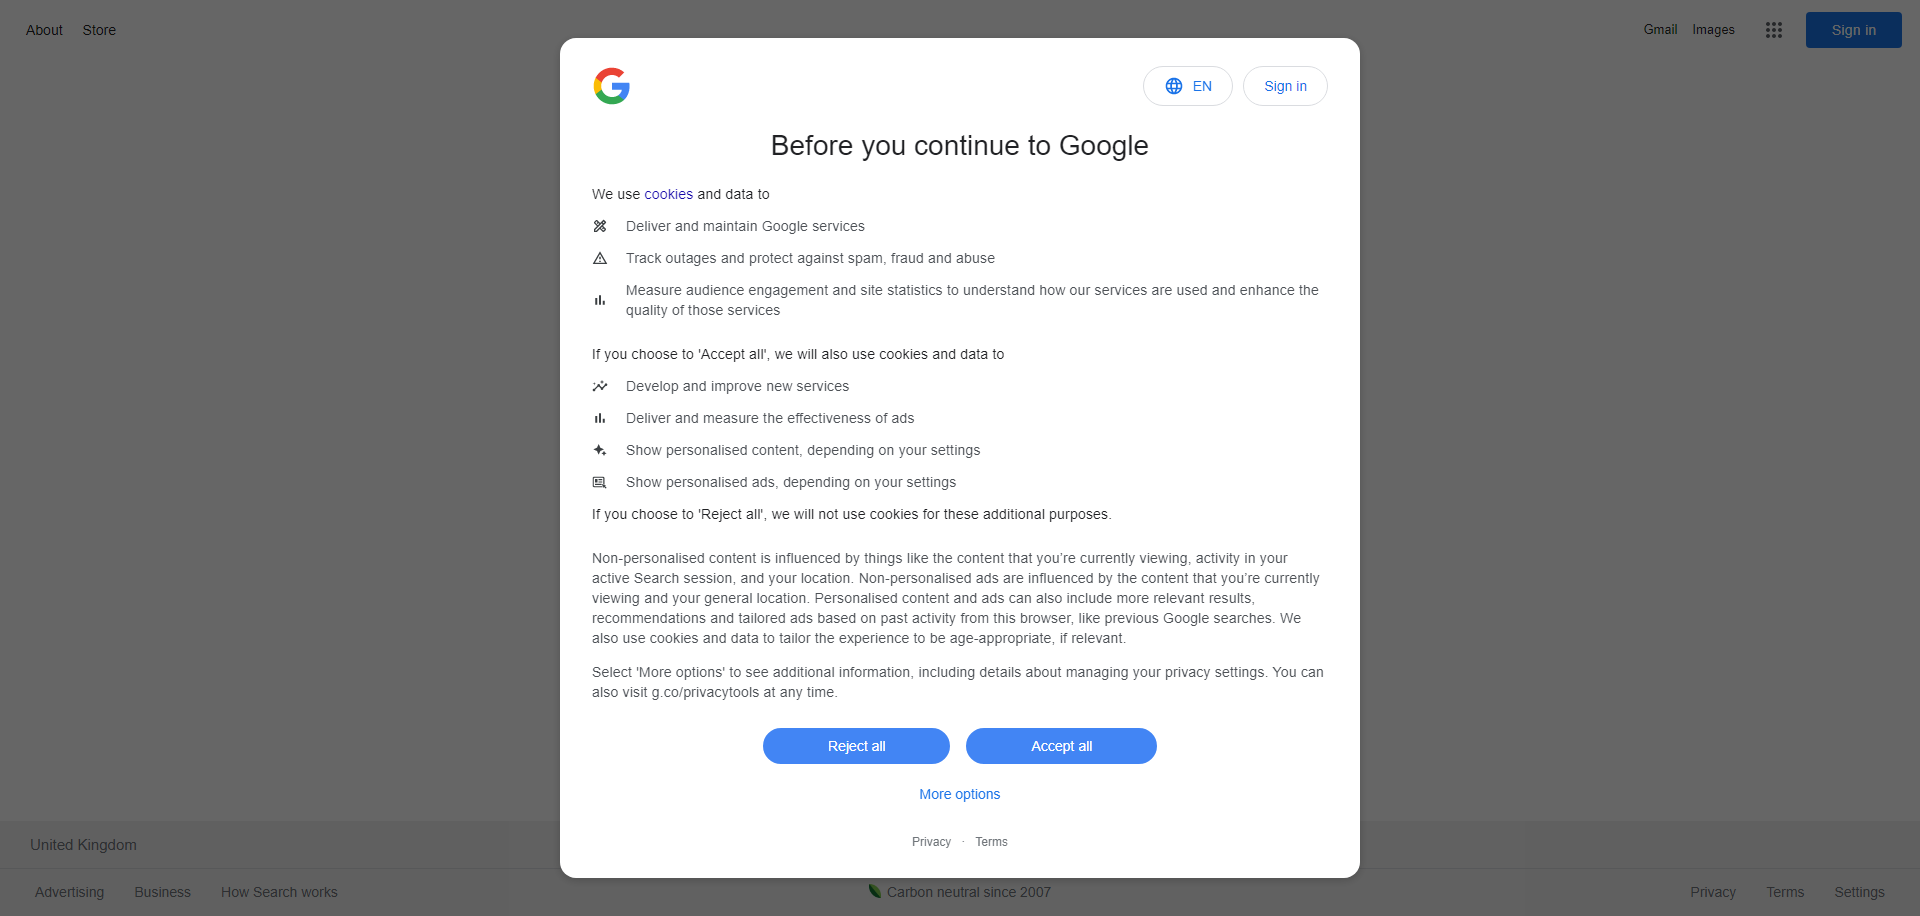 About Store
Gmail Images
Sign in
EN
Sign in
Before you continue to Google
We use cookies and data to
Deliver and maintain Google services
Track outages and protect against spam, fraud and abuse
Measure audience engagement and site statistics to understand how our services are used and enhance the
quality of those services
If you choose to 'Accept all', we will also use cookies and data to
Develop and improve new services
Deliver and measure the effectiveness of ads
Show personalised content, depending on your settings
Show personalised ads, depending on your settings
If you choose to 'Reject all', we will not use cookies for these additional purposes.
Non-personalised content is influenced by things like the content that you’re currently viewing, activity in your
active Search session, and your location. Non-personalised ads are influenced by the content that you’re currently
viewing and your general location. Personalised content and ads can also include more relevant results,
recommendations and tailored ads based on past activity from this browser, like previous Google searches. We
also use cookies and data to tailor the experience to be age-appropriate, if relevant.
Select 'More options' to see additional information, including details about managing your privacy settings. You can
also visit g.co/privacytools at any time.
Reject all
Accept all
More options
Privacy · Terms
United Kingdom
Advertising Business How Search works
Carbon neutral since 2007
Privacy Terms Settings